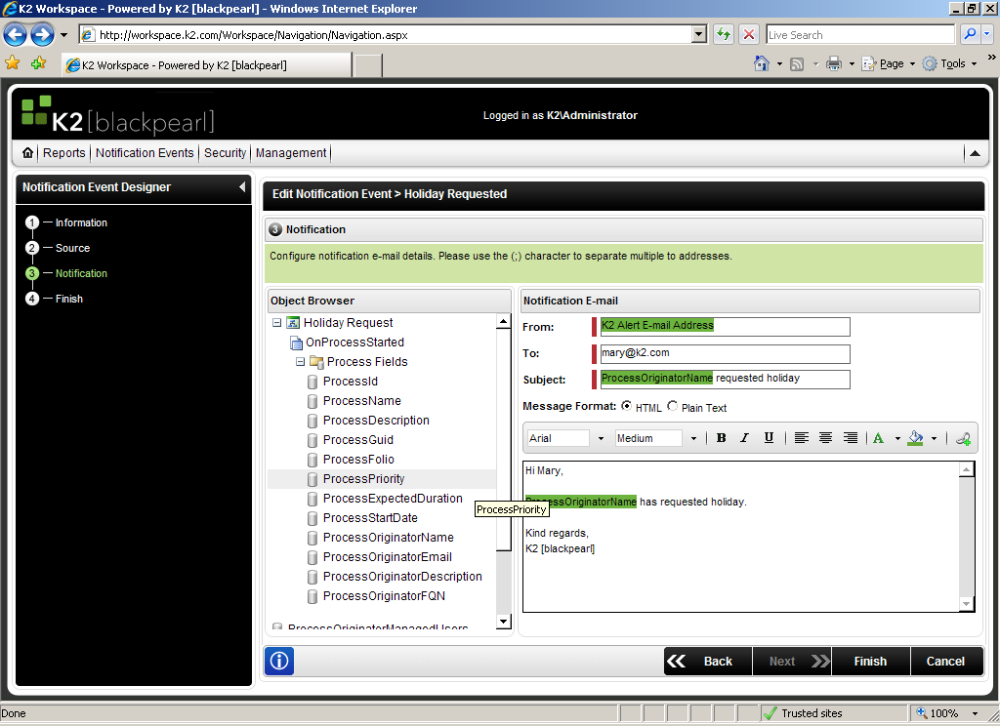 K2 Workspace - Powered by K2 [blackpearl] - Windows Internet Explorer
http://workspace.k2.com/Workspace/Navigation/Navigation.aspx
Live Search
K2 Workspace - Powered by K2 [blackpearl]
Page
Tools
K2 [blackpearl]
Logged in as K2\Administrator
Reports
Notification Events
Security
Management
Notification Event Designer
1 Information
2 Source
3 Notification
4 Finish
Edit Notification Event > Holiday Requested
3 Notification
Configure notification e-mail details. Please use the (;) character to separate multiple to addresses.
Object Browser
Holiday Request
OnProcessStarted
Process Fields
ProcessId
ProcessName
ProcessDescription
ProcessGuid
ProcessFolio
ProcessPriority
ProcessExpectedDuration
ProcessStartDate
ProcessOriginatorName
ProcessOriginatorEmail
ProcessOriginatorDescription
ProcessOriginatorFQN
ProcessOriginatorManagedUsers
ProcessPriority
Notification E-mail
From: K2 Alert E-mail Address
To: mary@k2.com
Subject: ProcessOriginatorName requested holiday
Message Format: HTML Plain Text
Arial Medium B I U A
Hi Mary,
ProcessOriginatorName has requested holiday.
Kind regards,
K2 [blackpearl]
Back
Next
Finish
Cancel
Done
Trusted sites
100%